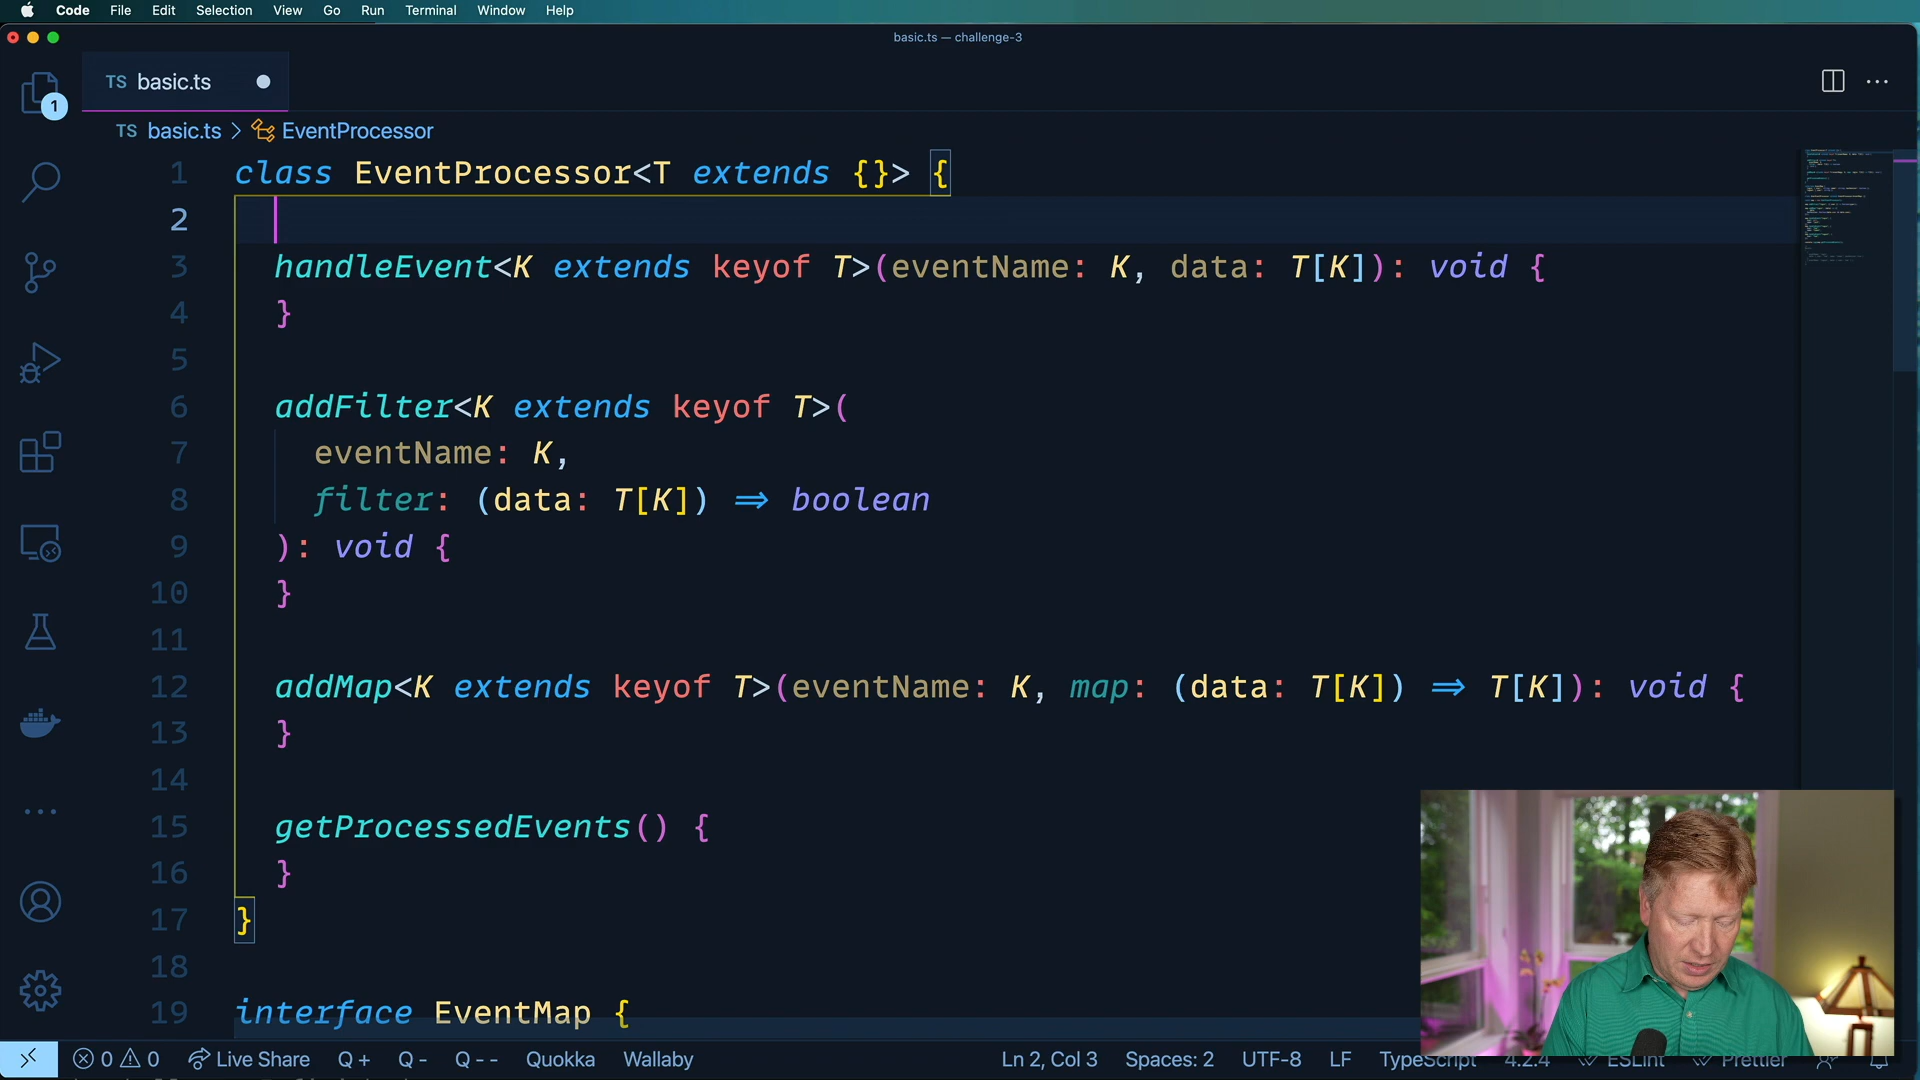 Code File Edit Selection View Go Run Terminal Window Help
basic.ts — challenge-3
TS basic.ts
1
TS basic.ts > EventProcessor
1 class EventProcessor<T extends {}> {
2
3 handleEvent<K extends keyof T>(eventName: K, data: T[K]): void {
4 }
5
6 addFilter<K extends keyof T>(
7 eventName: K,
8 filter: (data: T[K]) => boolean
9 ): void {
10 }
11
12 addMap<K extends keyof T>(eventName: K, map: (data: T[K]) => T[K]): void {
13 }
14
15 getProcessedEvents() {
16 }
17 }
18
19 interface EventMap {
0 0 Live Share Q + Q - Q - - Quokka Wallaby Ln 2, Col 3 Spaces: 2 UTF-8 LF TypeScript 4.2.4 ESLint Prettier